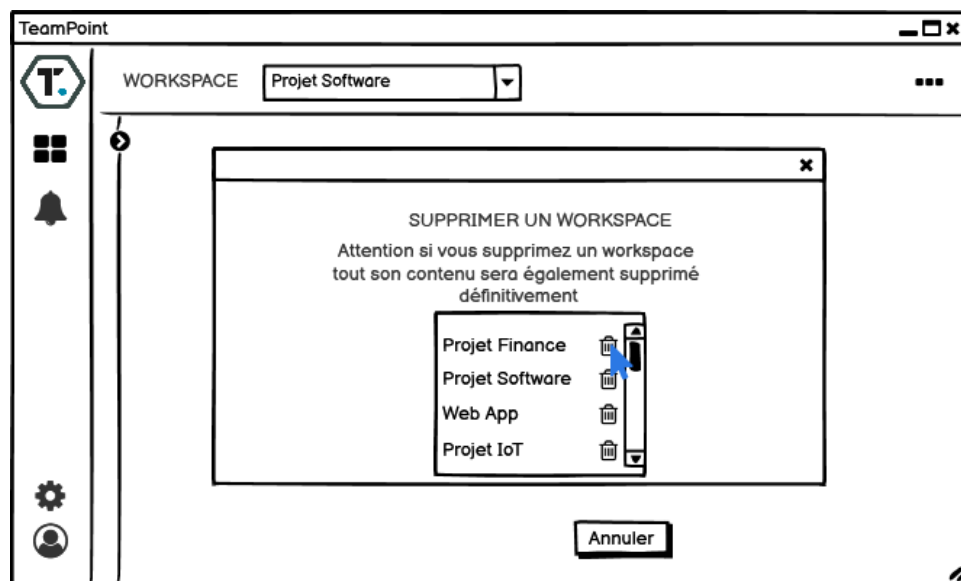 TeamPoint
T.
WORKSPACE
Projet Software
SUPPRIMER UN WORKSPACE
Attention si vous supprimez un workspace
tout son contenu sera également supprimé
définitivement
Projet Finance
Projet Software
Web App
Projet IoT
Annuler